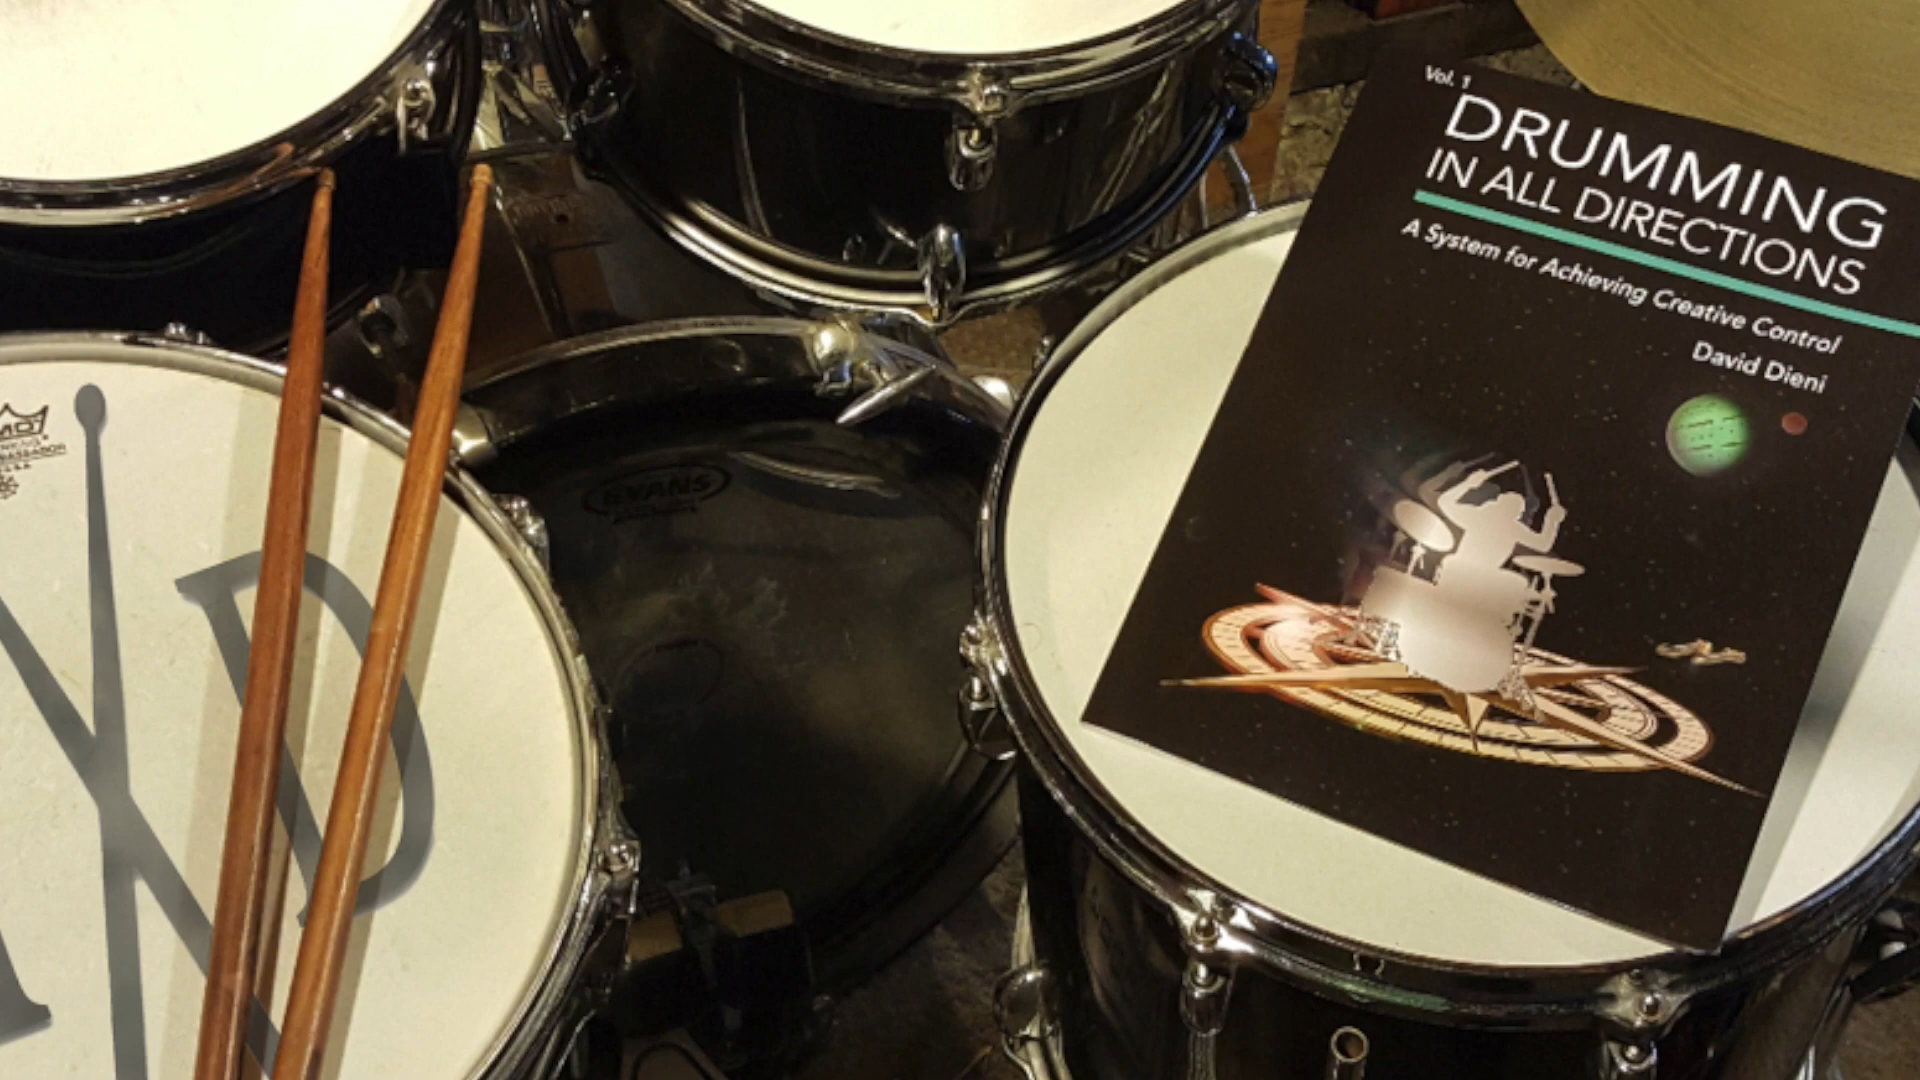 Vol. 1
DRUMMING
IN ALL DIRECTIONS
A System for Achieving Creative Control
David Dieni
EVANS
D